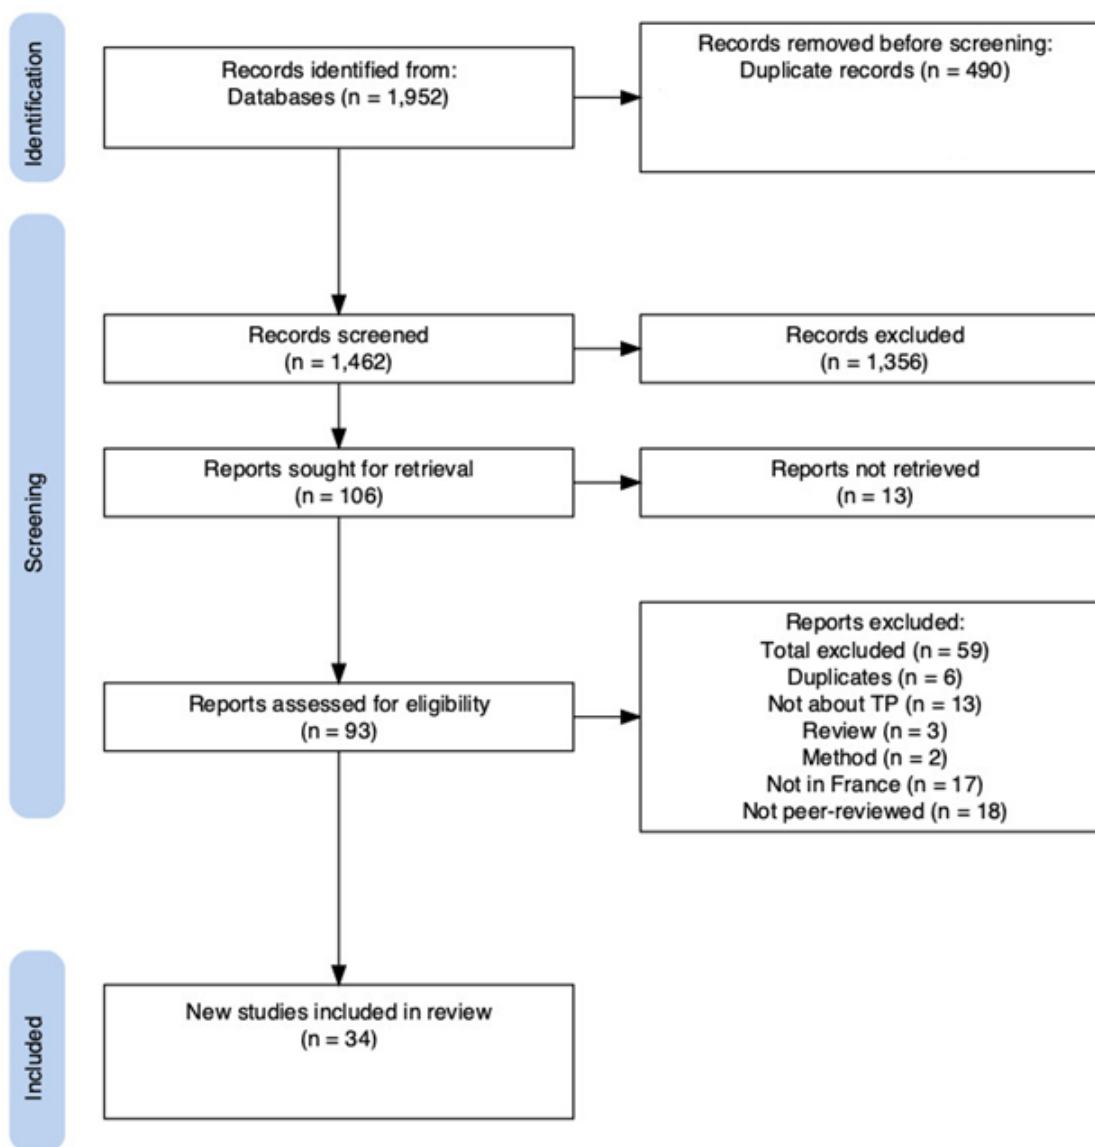 Identification
Records identified from:
Databases (n = 1,952)
Records removed before screening:
Duplicate records (n = 490)
Screening
Records screened
(n = 1,462)
Records excluded
(n = 1,356)
Reports sought for retrieval
(n = 106)
Reports not retrieved
(n = 13)
Reports assessed for eligibility
(n = 93)
Reports excluded:
Total excluded (n = 59)
Duplicates (n = 6)
Not about TP (n = 13)
Review (n = 3)
Method (n = 2)
Not in France (n = 17)
Not peer-reviewed (n = 18)
Included
New studies included in review
(n = 34)